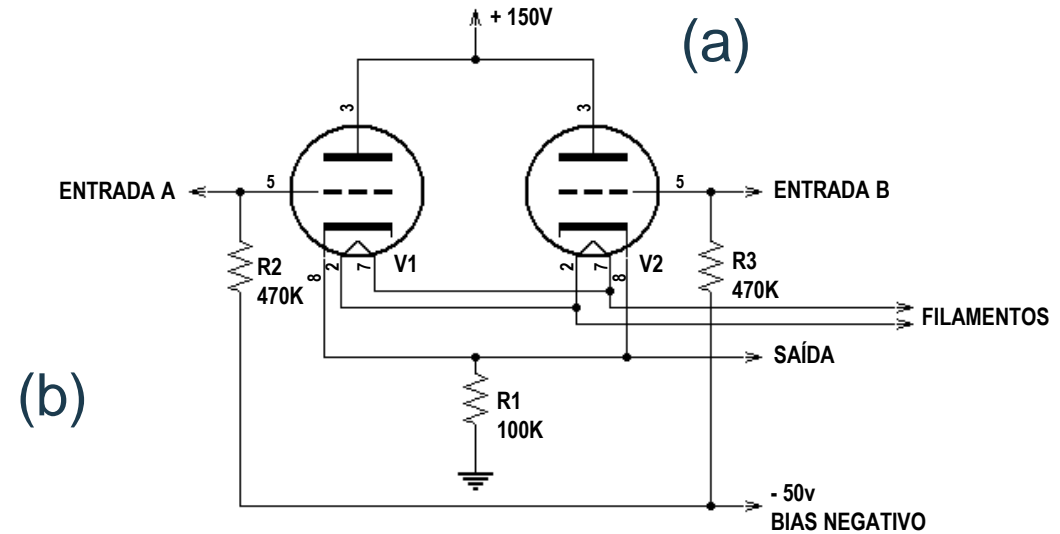 + 150V
(a)
3
3
ENTRADA A
5
5
ENTRADA B
R2
470K
8
2
7
V1
2
7
8
V2
R3
470K
FILAMENTOS
SAÍDA
(b)
R1
100K
- 50v
BIAS NEGATIVO